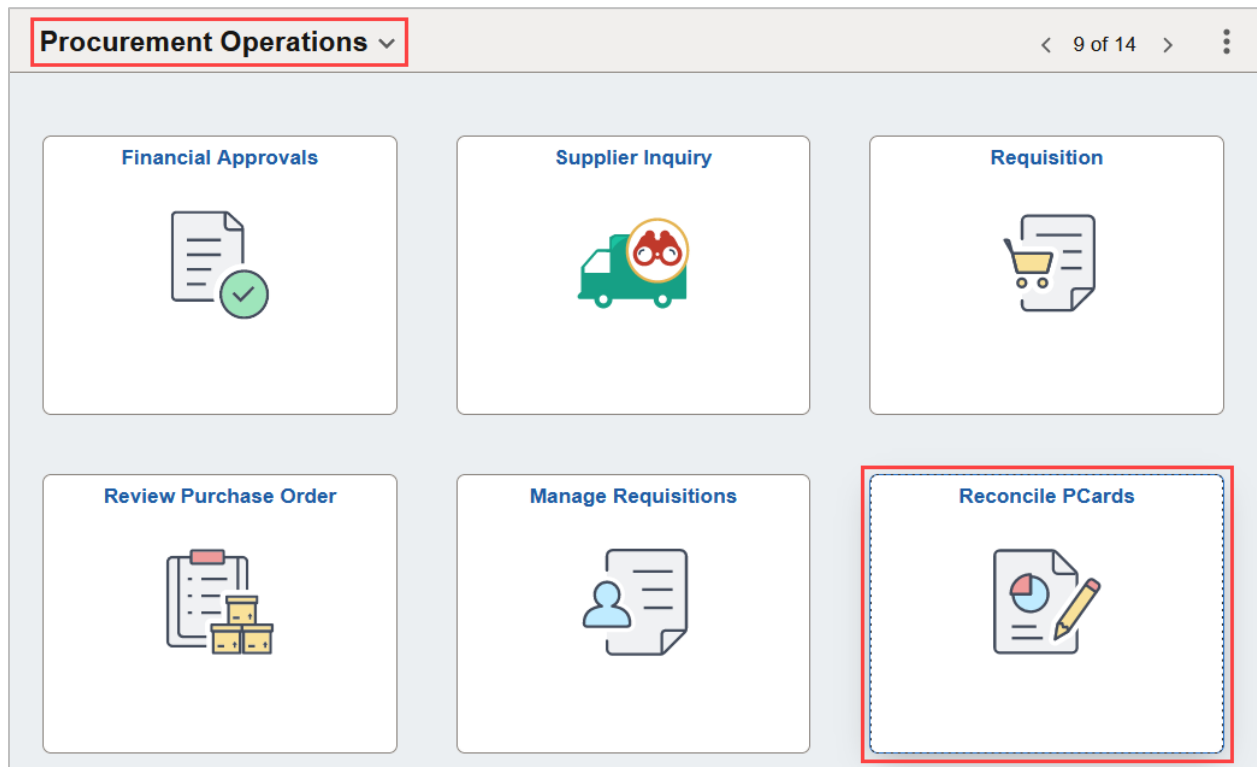 Procurement Operations
9 of 14
Financial Approvals
Supplier Inquiry
Requisition
Review Purchase Order
Manage Requisitions
Reconcile PCards